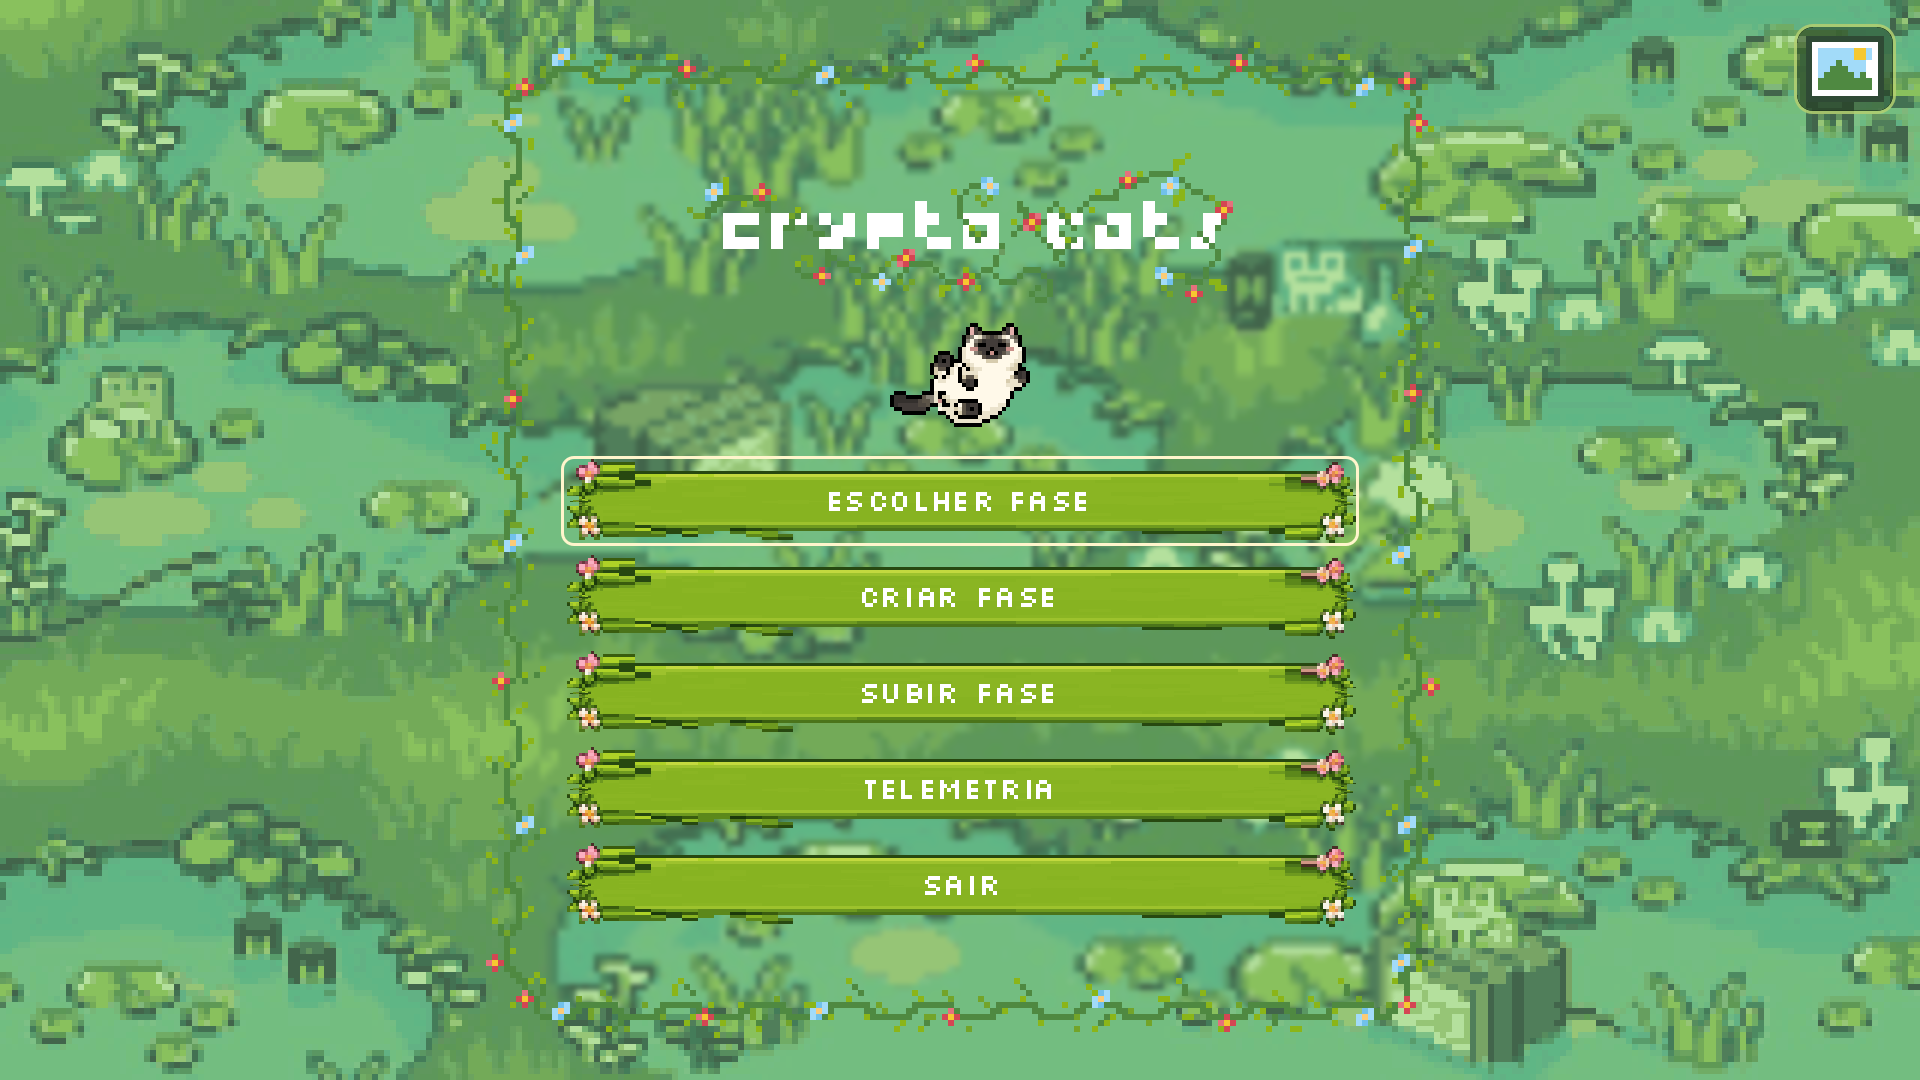 crypto cats
ESCOLHER FASE
CRIAR FASE
SUBIR FASE
TELEMETRIA
SAIR